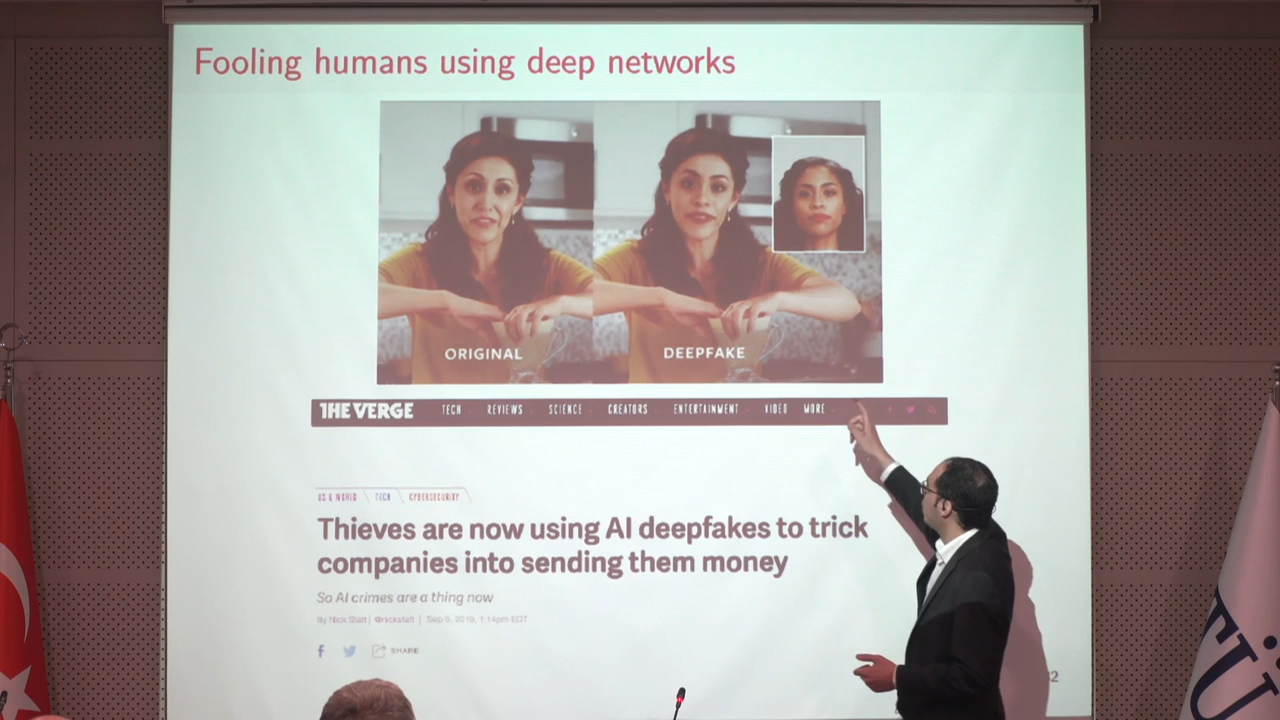 Fooling humans using deep networks
ORIGINAL
DEEPFAKE
THE VERGE TECH REVIEWS SCIENCE CREATORS ENTERTAINMENT VIDEO MORE
US & WORLD TECH CYBERSECURITY
Thieves are now using AI deepfakes to trick
companies into sending them money
So AI crimes are a thing now
By Nick Statt | @nickstatt | Sep 5, 2019, 1:14pm EDT
SHARE
TÜ